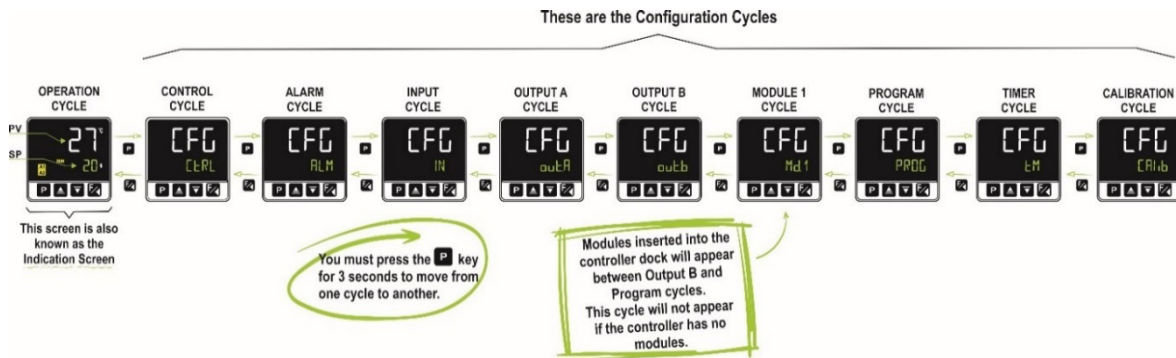 These are the Configuration Cycles
OPERATION
CYCLE
CONTROL
CYCLE
ALARM
CYCLE
INPUT
CYCLE
OUTPUT A
CYCLE
OUTPUT B
CYCLE
MODULE 1
CYCLE
PROGRAM
CYCLE
TIMER
CYCLE
CALIBRATION
CYCLE
PV
27°c
SP
20
RUN
P
CFG
CtRL
P
CFG
ALM
P
CFG
IN
P
CFG
outA
P
CFG
outb
P
CFG
Md.1
P
CFG
PROG
P
CFG
tM
P
CFG
CALib
P
P
P
P
P
P
P
P
P
P
This screen is also
known as the
Indication Screen
You must press the P key
for 3 seconds to move from
one cycle to another.
Modules inserted into the
controller dock will appear
between Output B and
Program cycles.
This cycle will not appear
if the controller has no
modules.